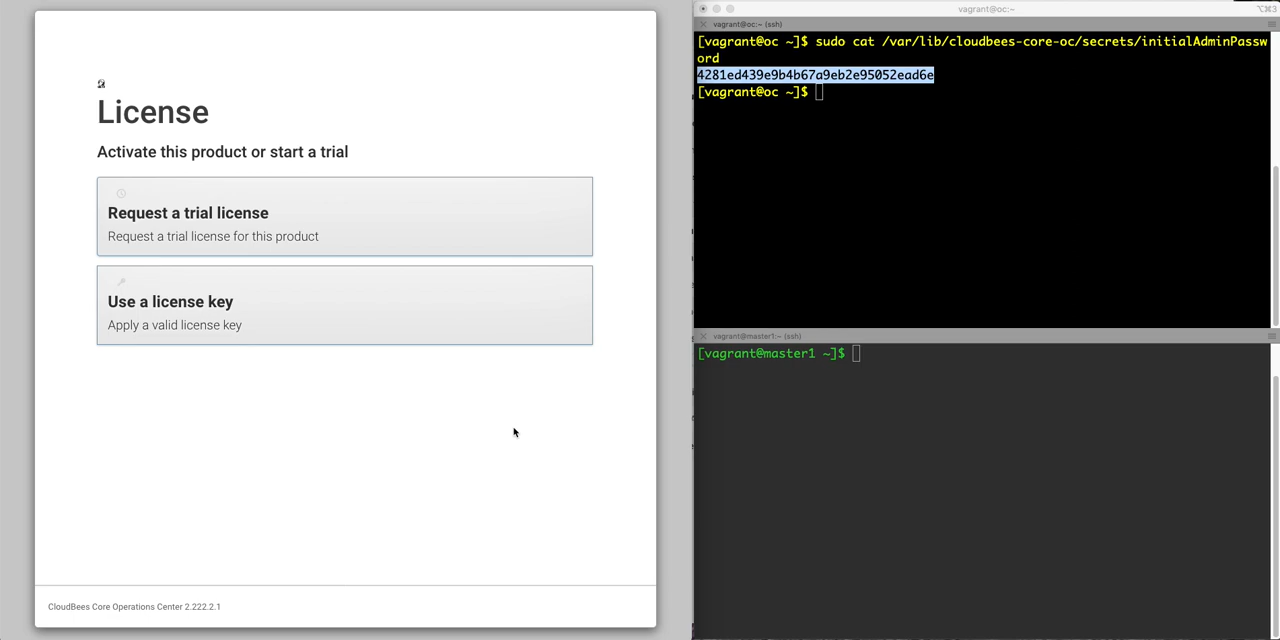 License
Activate this product or start a trial
Request a trial license
Request a trial license for this product
Use a license key
Apply a valid license key
CloudBees Core Operations Center 2.222.2.1
vagrant@oc:~
⌥⌘3
vagrant@oc:~ (ssh)
[vagrant@oc ~]$ sudo cat /var/lib/cloudbees-core-oc/secrets/initialAdminPassw
ord
4281ed439e9b4b67a9eb2e95052ead6e
[vagrant@oc ~]$
vagrant@master1:~ (ssh)
[vagrant@master1 ~]$